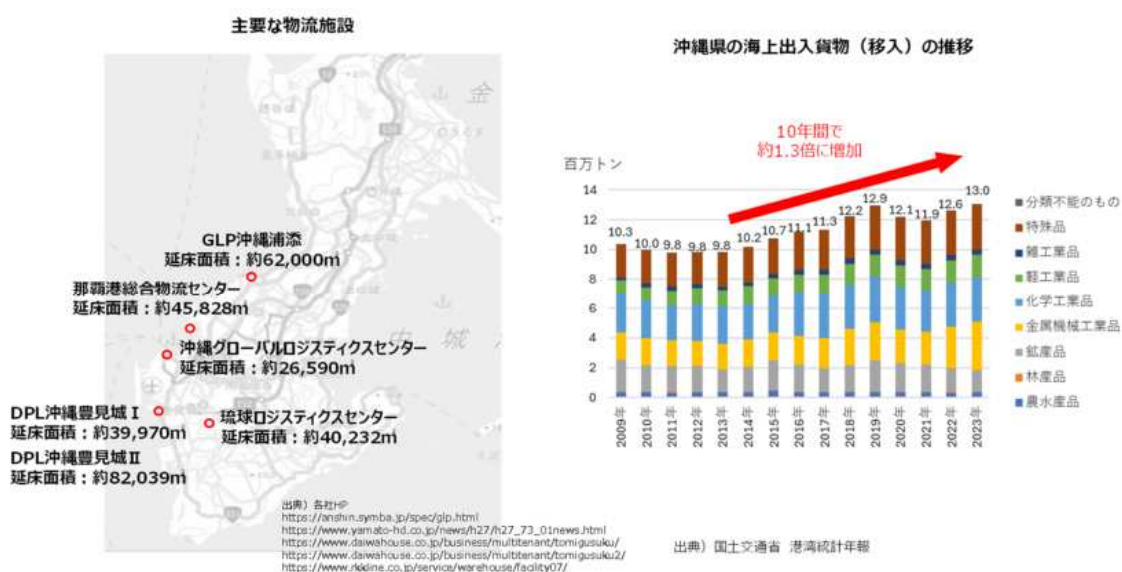 主要な物流施設
GLP沖縄浦添
延床面積：約62,000㎡
那覇港総合物流センター
延床面積：約45,828㎡
沖縄グローバルロジスティクスセンター
延床面積：約26,590㎡
DPL沖縄豊見城Ⅰ
延床面積：約39,970㎡
DPL沖縄豊見城Ⅱ
延床面積：約82,039㎡
琉球ロジスティクスセンター
延床面積：約40,232㎡
出典）各社HP
https://anshin.symba.jp/spec/glp.html
https://www.yamato-hd.co.jp/news/h27/h27_73_01news.html
https://www.daiwahouse.co.jp/business/multitenant/tomigusuku/
https://www.daiwahouse.co.jp/business/multitenant/tomigusuku2/
https://www.rkkline.co.jp/service/warehouse/facility07/
沖縄県の海上出入貨物（移入）の推移
10年間で
約1.3倍に増加
百万トン
14
12
10
8
6
4
2
0
10.3
10.0
9.8
9.8
9.8
10.2
10.7
11.1
11.3
12.2
12.9
12.1
11.9
12.6
13.0
2009年
2010年
2011年
2012年
2013年
2014年
2015年
2016年
2017年
2018年
2019年
2020年
2021年
2022年
2023年
分類不能のもの
特殊品
雑工業品
軽工業品
化学工業品
金属機械工業品
鉱産品
林産品
農水産品
出典）国土交通省 港湾統計年報